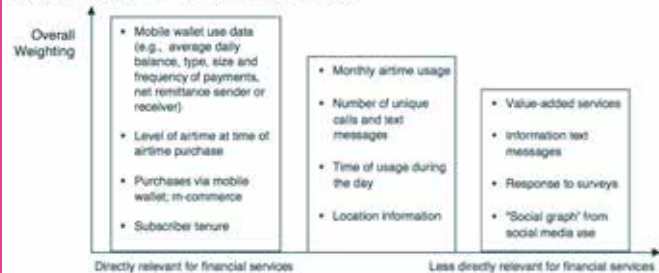 Overall
Weighting
• Mobile wallet use data
(e.g., average daily
balance, type, size and
frequency of payments,
net remittance sender or
receiver)
• Level of airtime at time of
airtime purchase
• Purchases via mobile
wallet; m-commerce
• Subscriber tenure
• Monthly airtime usage
• Number of unique
calls and text
messages
• Time of usage during
the day
• Location information
• Value-added services
• Information text
messages
• Response to surveys
• "Social graph" from
social media use
Directly relevant for financial services
Less directly relevant for financial services